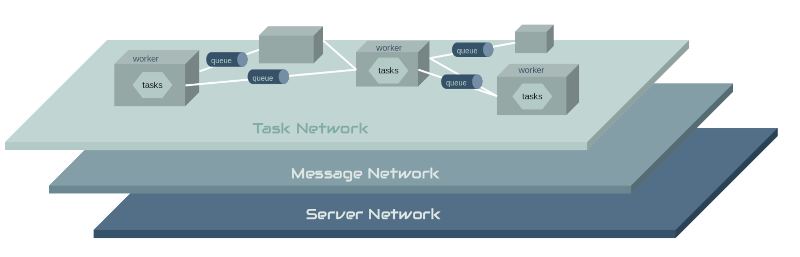 worker
queue
tasks
queue
worker
tasks
queue
queue
worker
tasks
Task Network
Message Network
Server Network